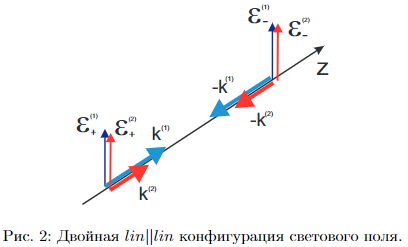 ε₋⁽¹⁾ ε₋⁽²⁾
z
-k⁽¹⁾
-k⁽²⁾
ε₊⁽¹⁾ ε₊⁽²⁾
k⁽¹⁾
k⁽²⁾
Рис. 2: Двойная lin||lin конфигурация светового поля.